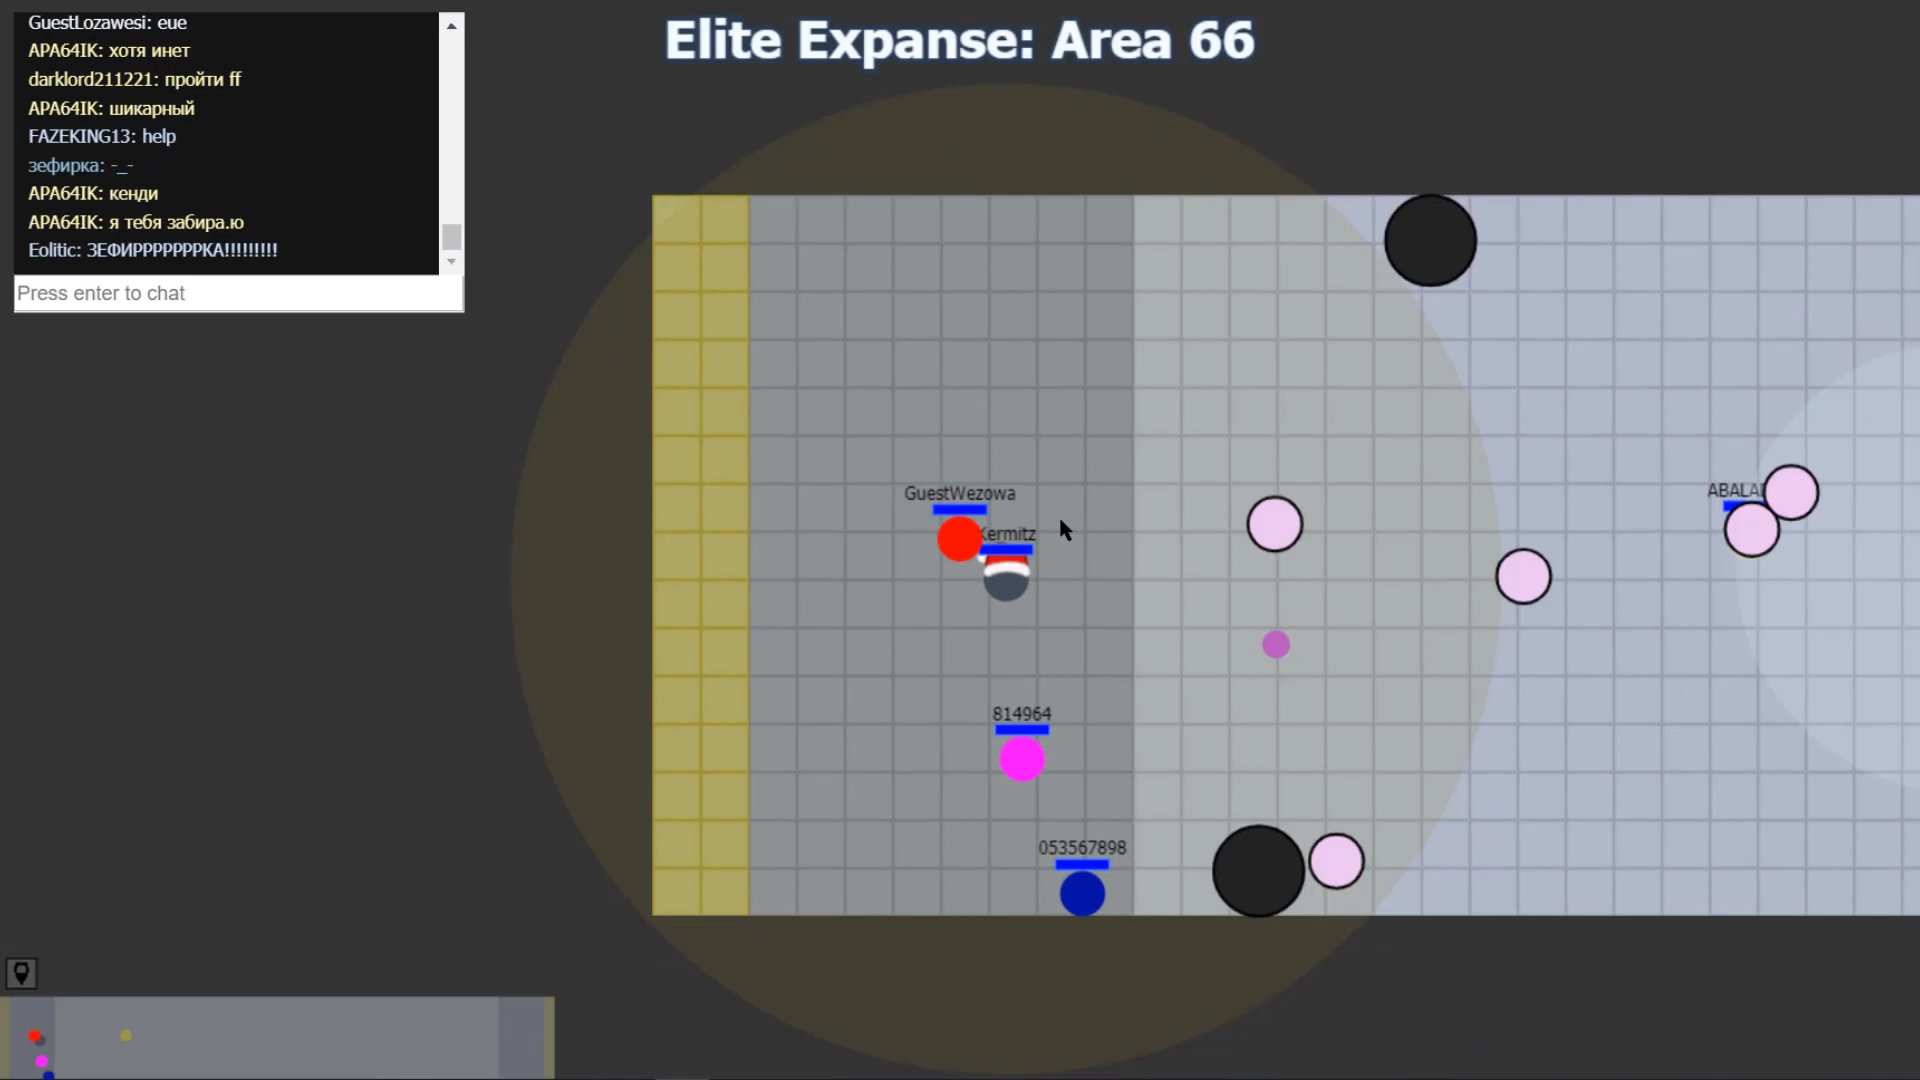 Elite Expanse: Area 66
GuestLozawesi: eue
APA64IK: хотя инет
darklord211221: пройти ff
APA64IK: шикарный
FAZEKING13: help
зефирка: -_-
APA64IK: кенди
APA64IK: я тебя забира.ю
Eolitic: ЗЕФИРРРРРРРКА!!!!!!!!!
Press enter to chat
GuestWezowa
Kermitz
ABALA
814964
053567898